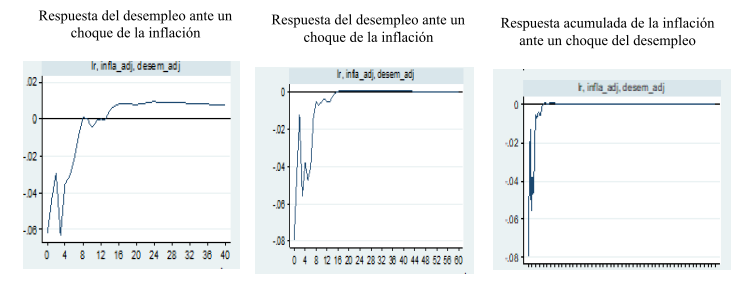 Respuesta del desempleo ante un
choque de la inflación
lr, infla_adj, desem_adj
.02
0
-.02
-.04
-.06
0 4 8 12 16 20 24 28 32 36 40
Respuesta del desempleo ante un
choque de la inflación
lr, infla_adj, desem_adj
0
-.02
-.04
-.06
-.08
0 4 8 12 16 20 24 28 32 36 40 44 48 52 56 60
Respuesta acumulada de la inflación
ante un choque del desempleo
lr, infla_adj, desem_adj
0
-.02
-.04
-.06
-.08